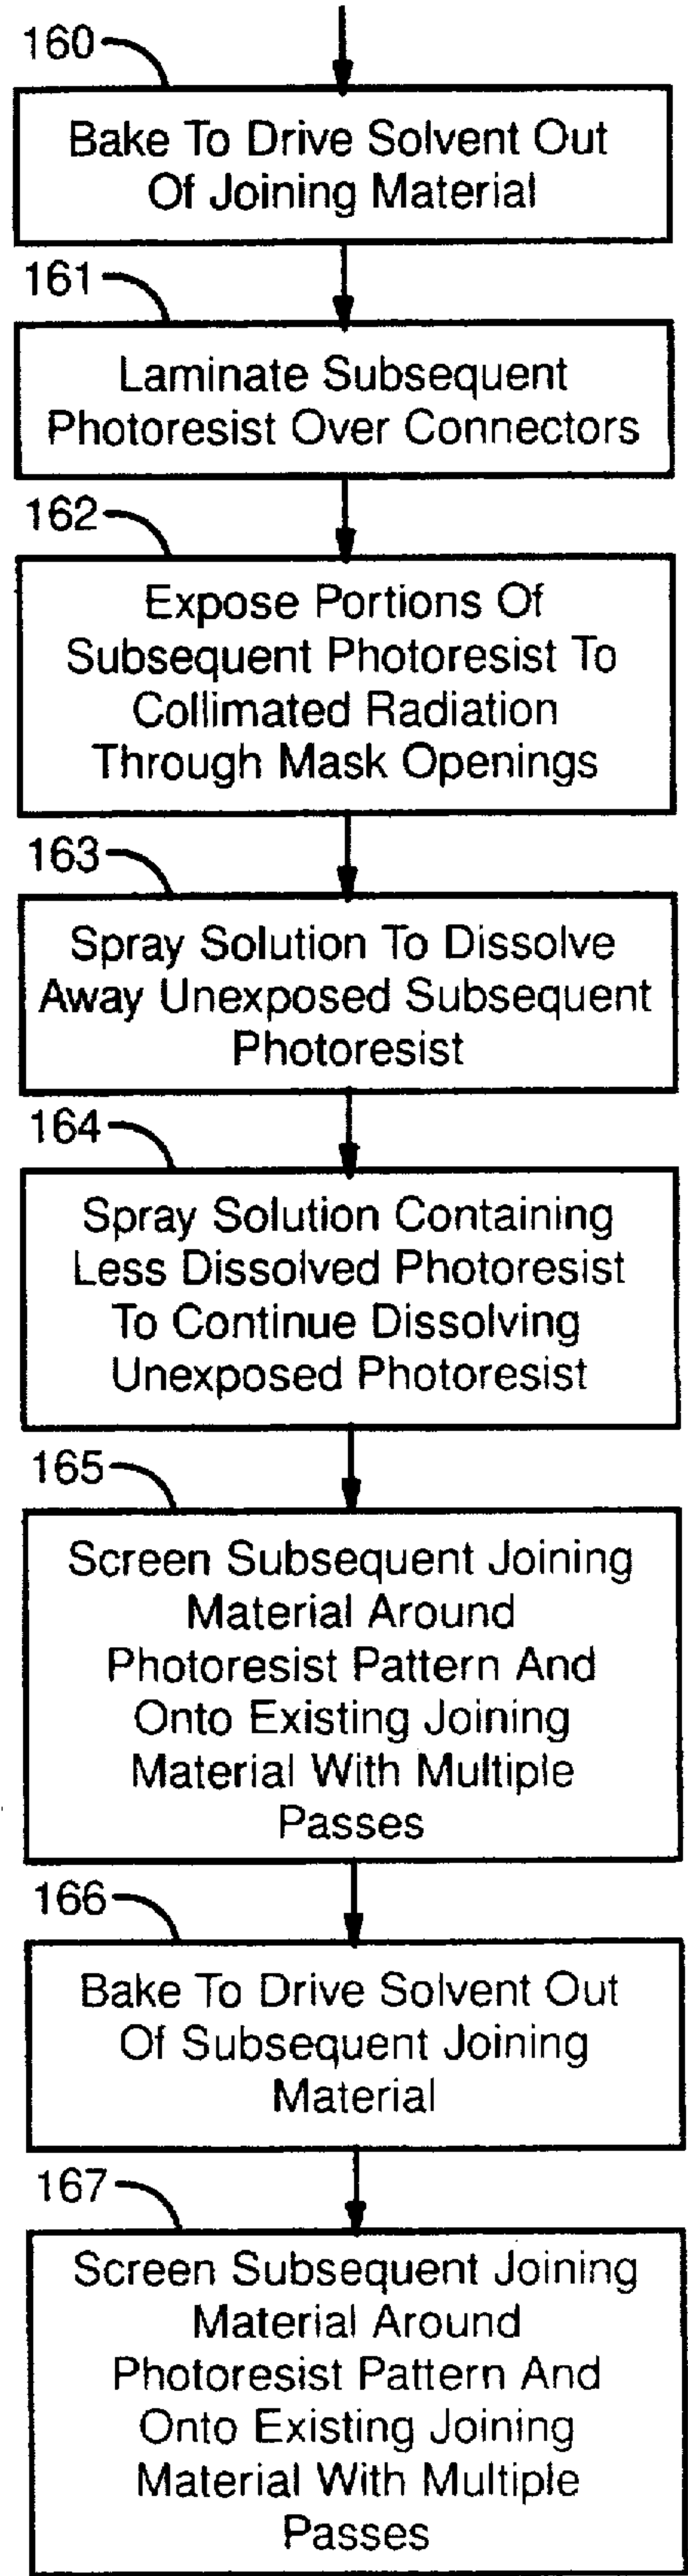 160
Bake To Drive Solvent Out
Of Joining Material
161
Laminate Subsequent
Photoresist Over Connectors
162
Expose Portions Of
Subsequent Photoresist To
Collimated Radiation
Through Mask Openings
163
Spray Solution To Dissolve
Away Unexposed Subsequent
Photoresist
164
Spray Solution Containing
Less Dissolved Photoresist
To Continue Dissolving
Unexposed Photoresist
165
Screen Subsequent Joining
Material Around
Photoresist Pattern And
Onto Existing Joining
Material With Multiple
Passes
166
Bake To Drive Solvent Out
Of Subsequent Joining
Material
167
Screen Subsequent Joining
Material Around
Photoresist Pattern And
Onto Existing Joining
Material With Multiple
Passes